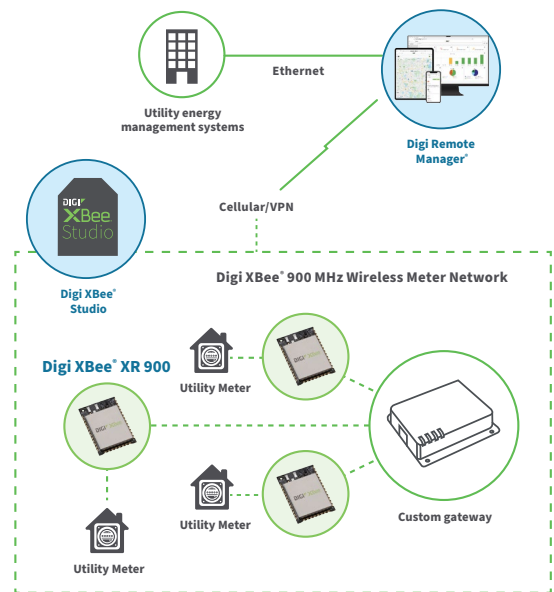 Ethernet
Utility energy
management systems
Digi Remote
Manager®
Cellular/VPN
DIGI
XBee
Studio
Digi XBee®
Studio
Digi XBee® 900 MHz Wireless Meter Network
Digi XBee® XR 900
Utility Meter
Utility Meter
Custom gateway
Utility Meter